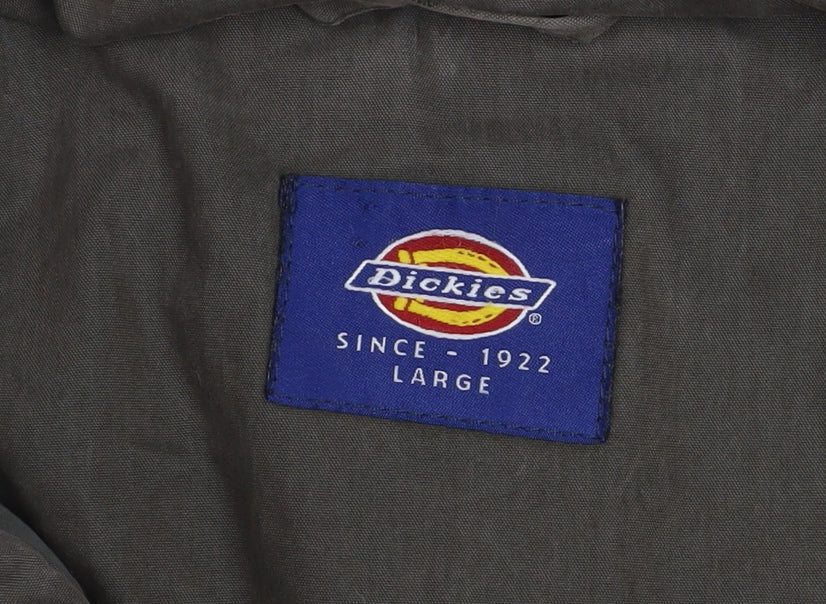 Dickies
®
SINCE - 1922
LARGE